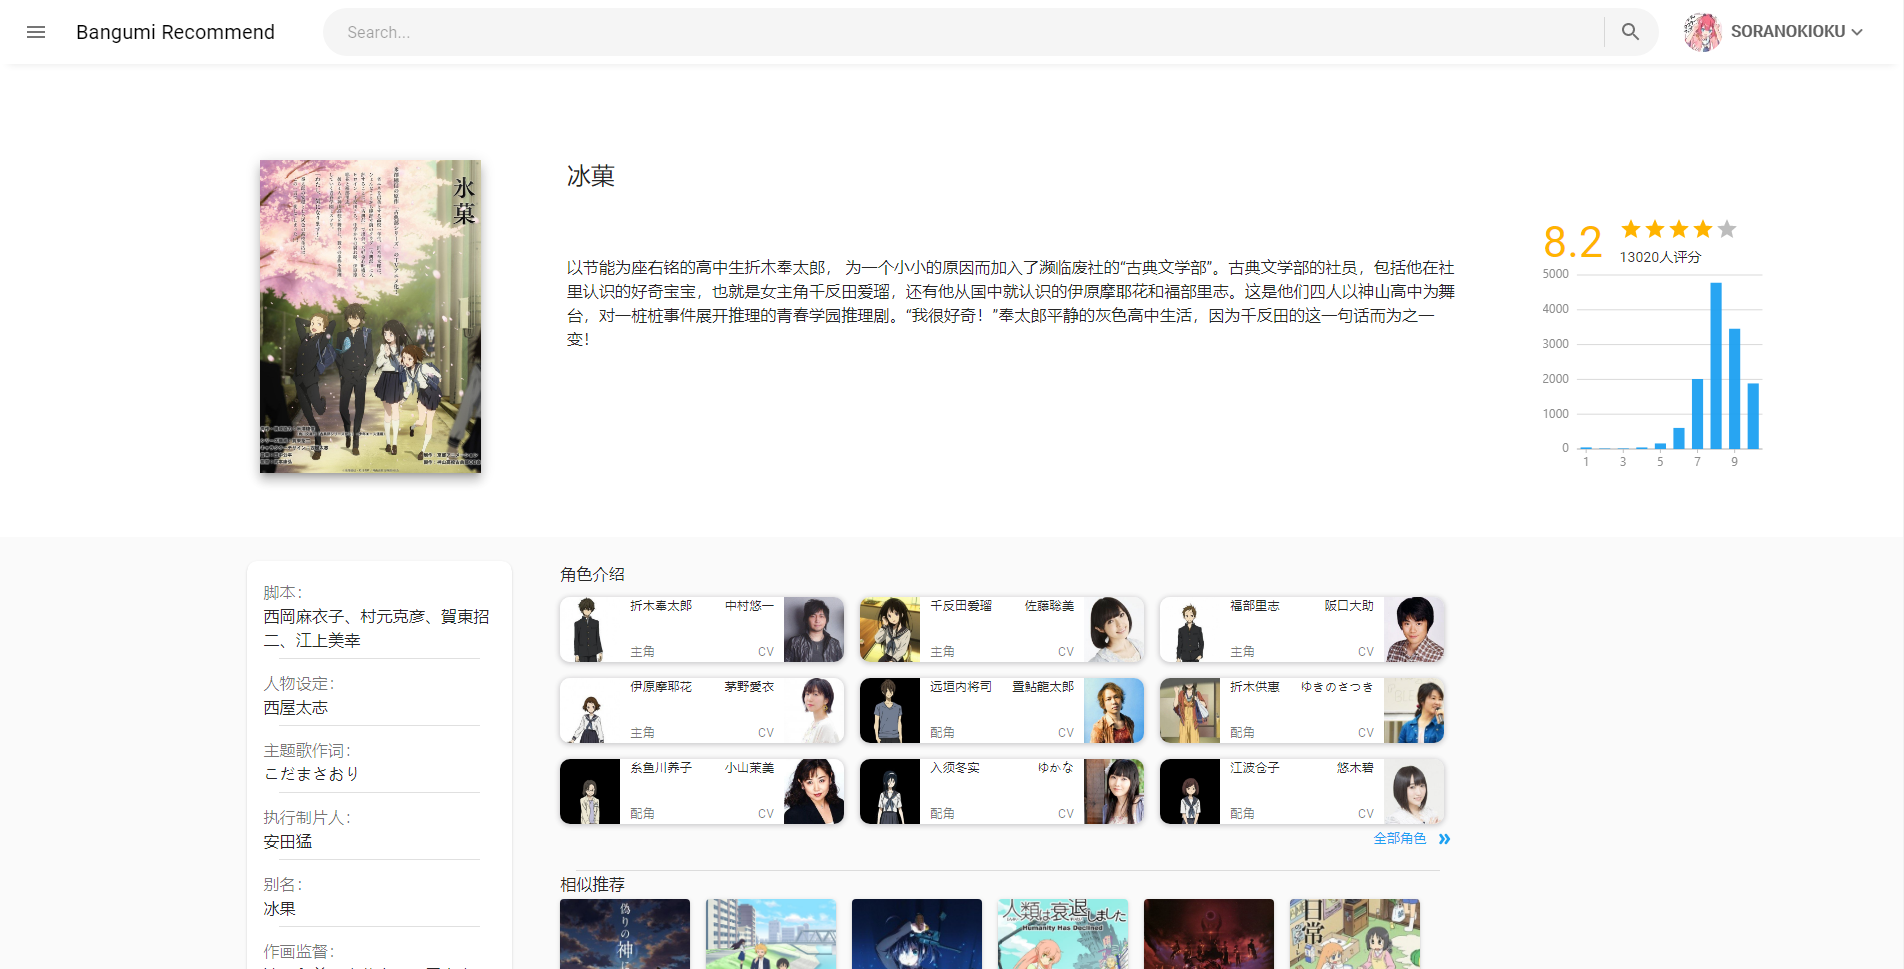 Bangumi Recommend
Search...
SORANOKIOKU
氷菓
冰菓
以节能为座右铭的高中生折木奉太郎， 为一个小小的原因而加入了濒临废社的“古典文学部”。古典文学部的社员，包括他在社
里认识的好奇宝宝，也就是女主角千反田爱瑠，还有他从国中就认识的伊原摩耶花和福部里志。这是他们四人以神山高中为舞
台，对一桩桩事件展开推理的青春学园推理剧。“我很好奇！”奉太郎平静的灰色高中生活，因为千反田的这一句话而为之一
变！
8.2
13020人评分
5000
4000
3000
2000
1000
0
1 3 5 7 9
脚本：
西岡麻衣子、村元克彦、賀東招
二、江上美幸
人物设定：
西屋太志
主题歌作词：
こだまさおり
执行制片人：
安田猛
别名：
冰果
作画监督：
角色介绍
折木奉太郎 中村悠一
主角 CV
千反田爱瑠 佐藤聡美
主角 CV
福部里志 阪口大助
主角 CV
伊原摩耶花 茅野愛衣
主角 CV
远垣内将司 置鮎龍太郎
配角 CV
折木供惠 ゆきのさつき
配角 CV
糸鱼川养子 小山茉美
配角 CV
入须冬实 ゆかな
配角 CV
江波仓子 悠木碧
配角 CV
全部角色
相似推荐
偽りの神に
人類は衰退しました
Humanity Has Declined
日常